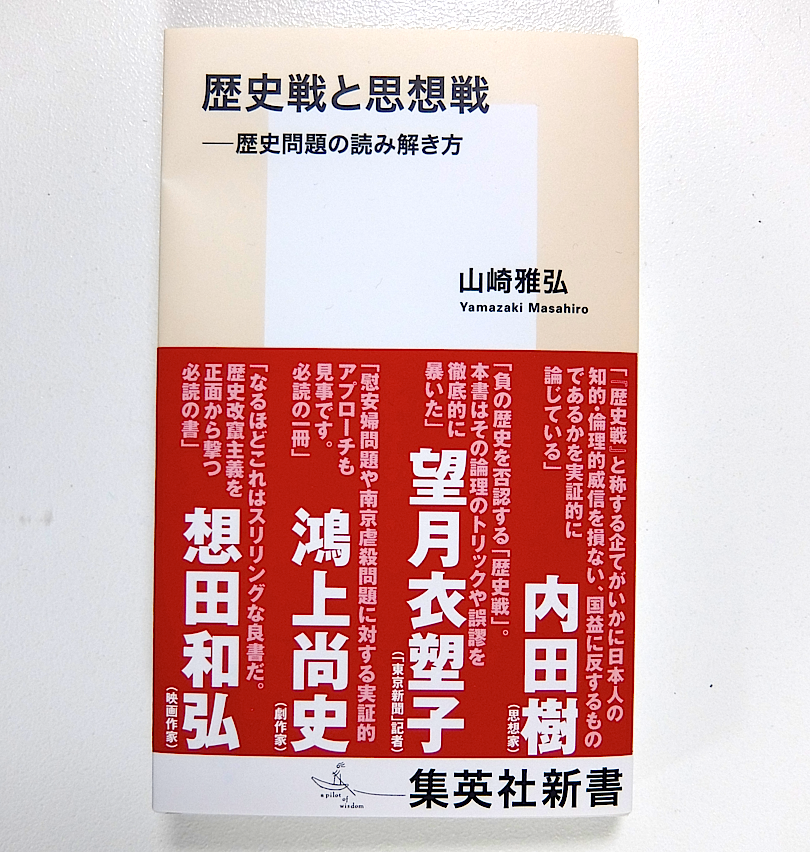 歴史戦と思想戦
──歴史問題の読み解き方
山崎雅弘
Yamazaki Masahiro
「『歴史戦』と称する企てがいかに日本人の
知的・倫理的威信を損ない、国益に反するもの
であるかを実証的に
論じている」
内田樹
（思想家）
「負の歴史を否認する「歴史戦」。
本書はその論理のトリックや誤謬を
徹底的に
暴いた」
望月衣塑子
（「東京新聞」記者）
「慰安婦問題や南京虐殺問題に対する実証的
アプローチも
見事です。
必読の一冊」
鴻上尚史
（劇作家）
「なるほどこれはスリリングな良書だ。
歴史改竄主義を
正面から撃つ
必読の書」
想田和弘
（映画作家）
a pilot of
wisdom
集英社新書